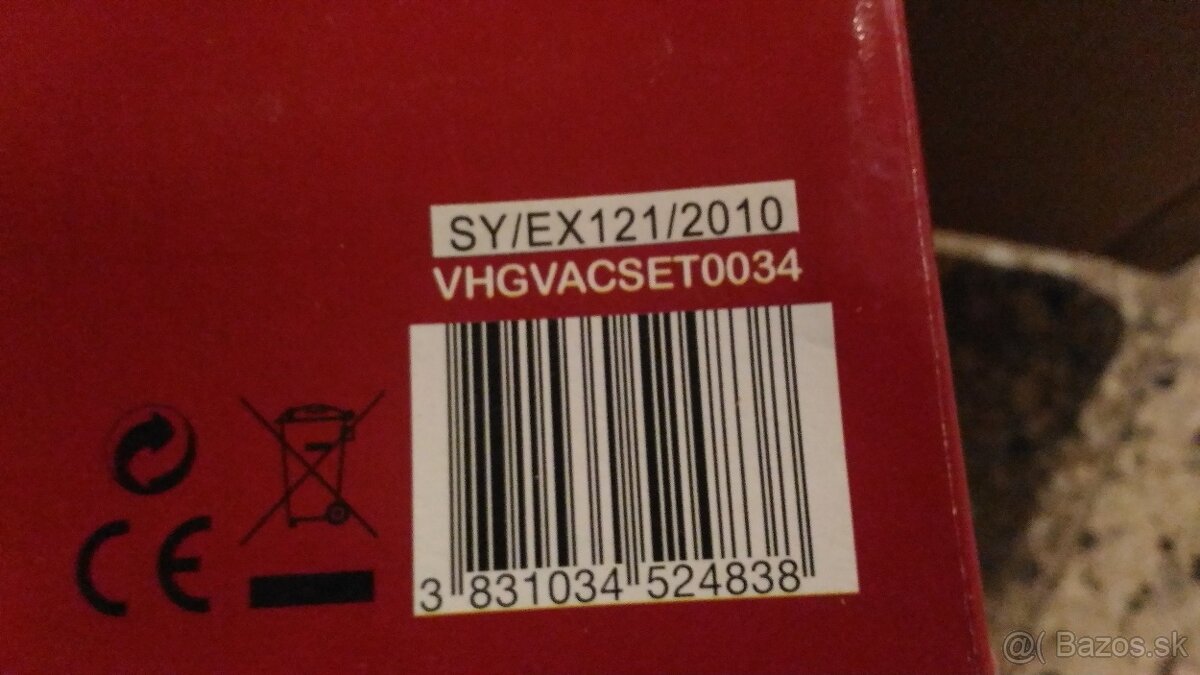 SY/EX121/2010
VHGVACSET0034
CE
3 831034 524838
@( Bazos.sk